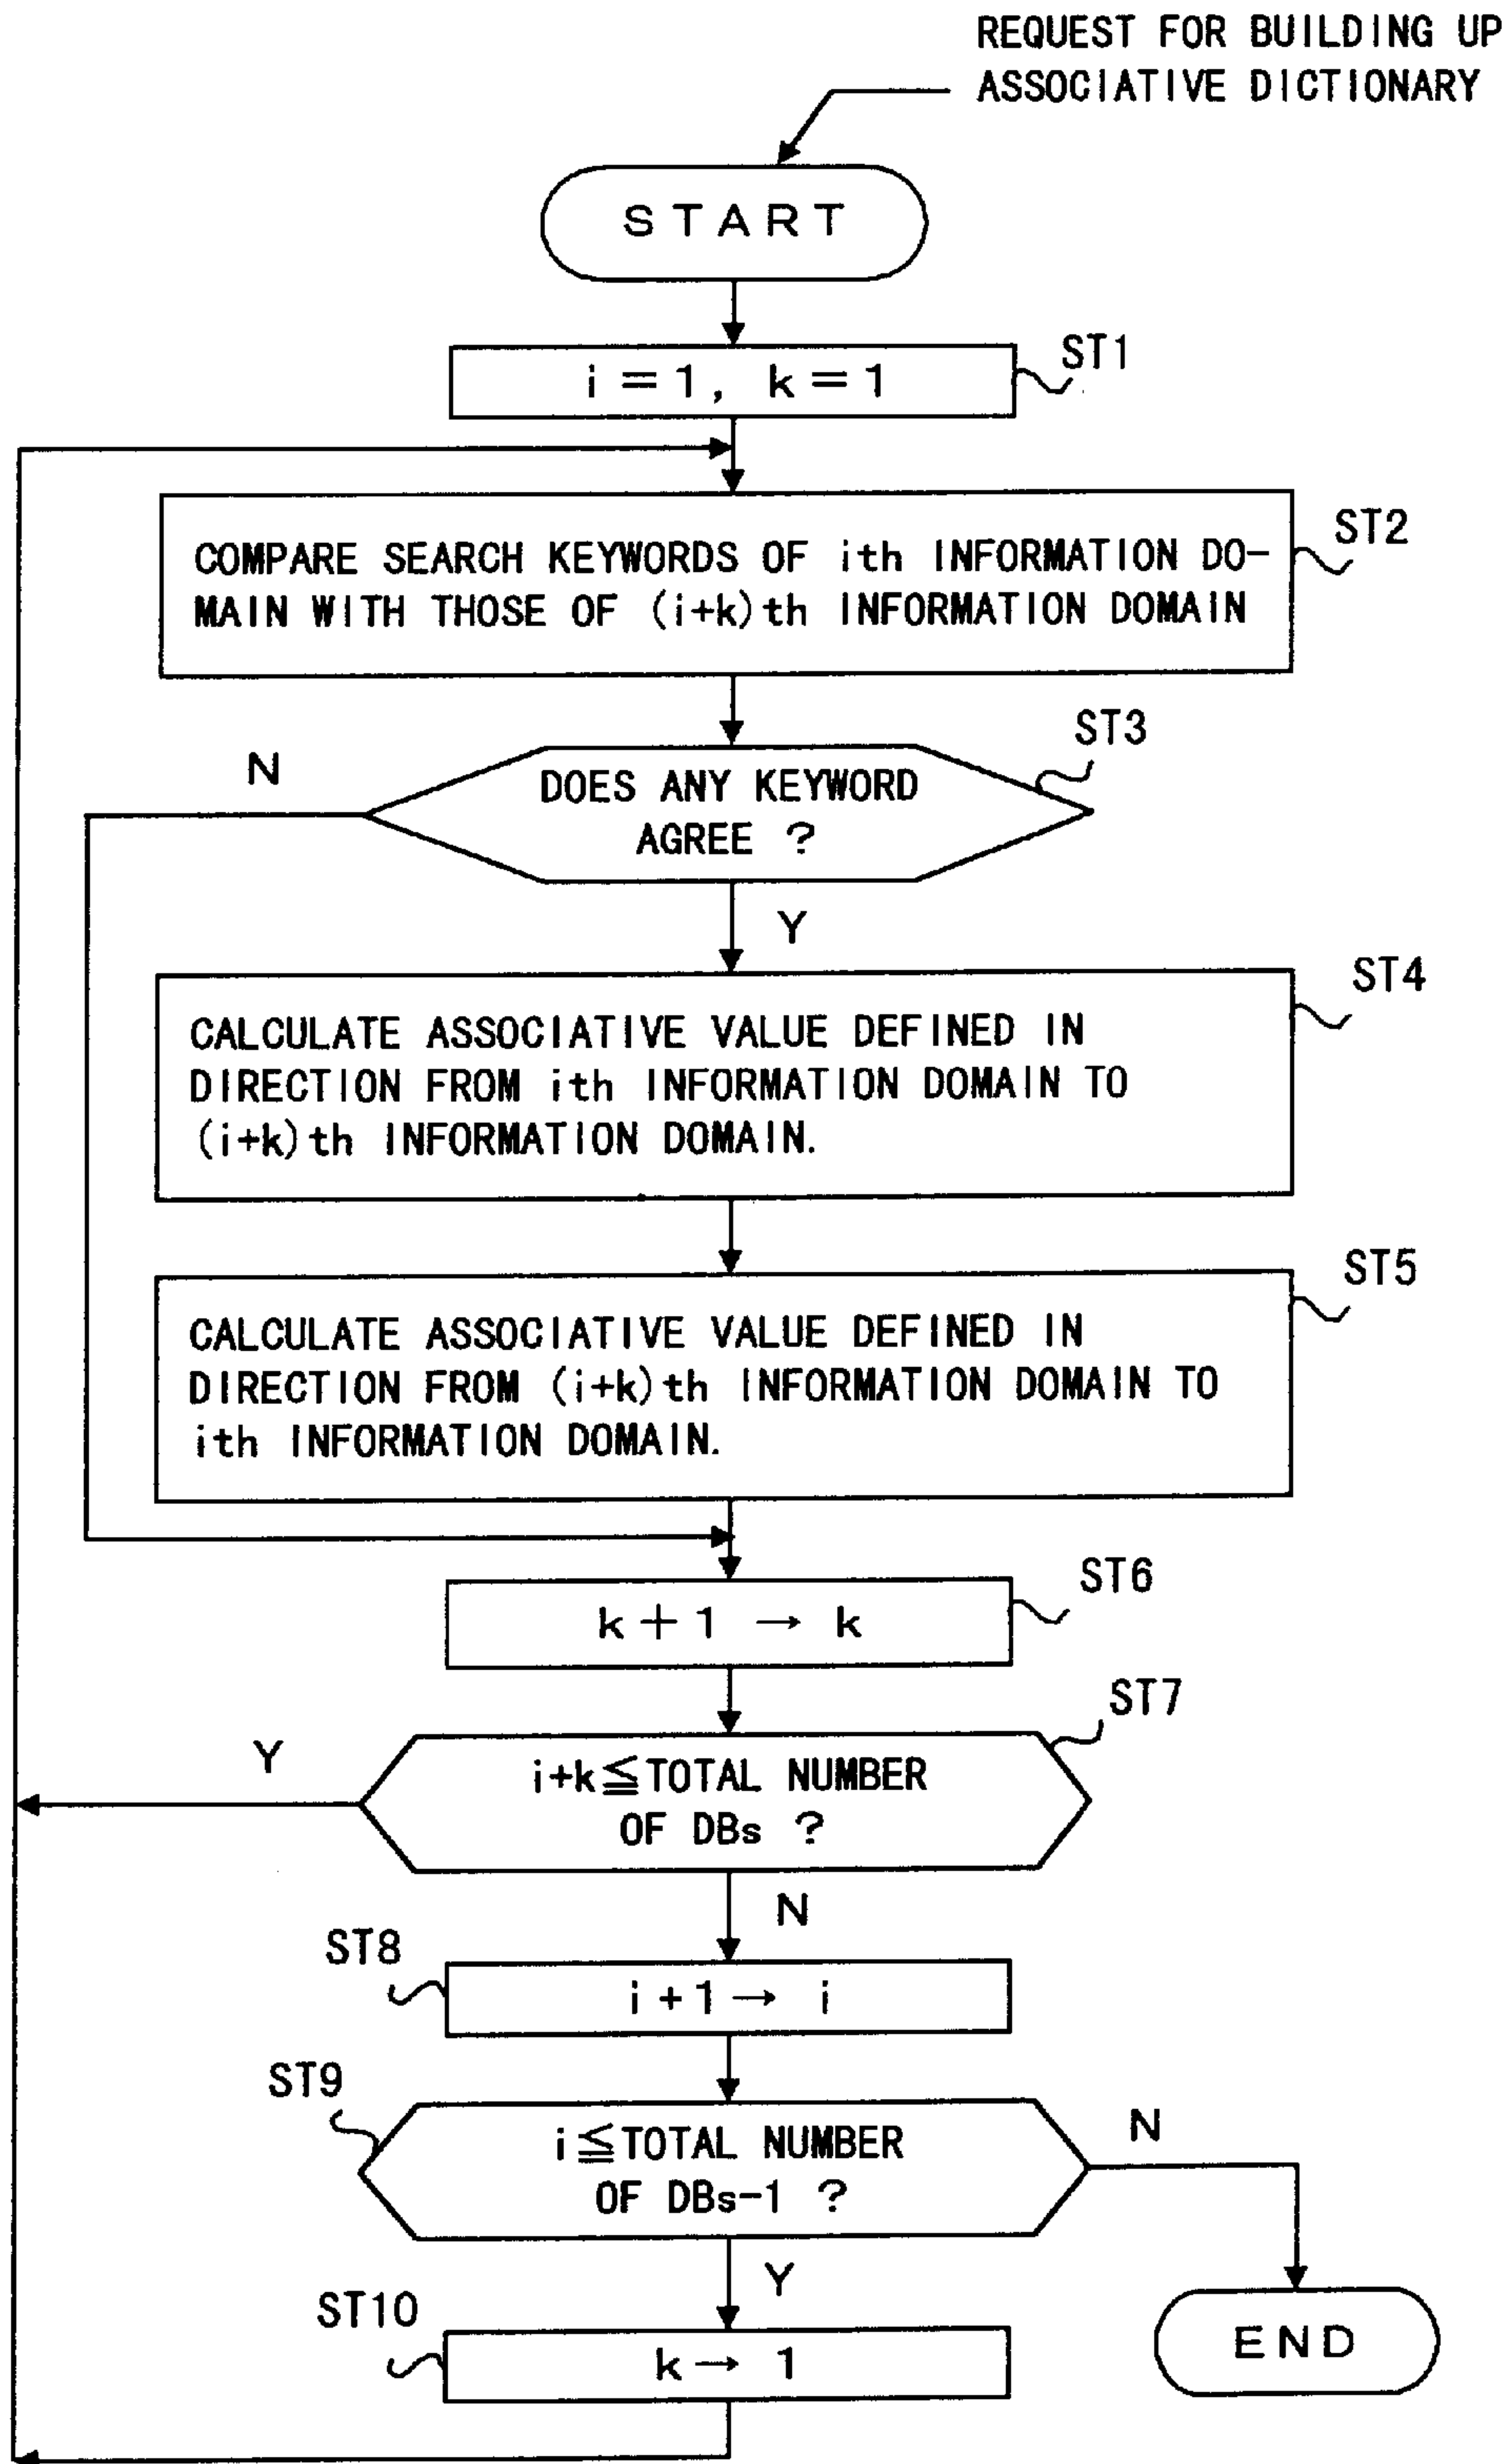 REQUEST FOR BUILDING UP
ASSOCIATIVE DICTIONARY
START
i=1, k=1
ST1
COMPARE SEARCH KEYWORDS OF ith INFORMATION DO-
MAIN WITH THOSE OF (i+k)th INFORMATION DOMAIN
ST2
DOES ANY KEYWORD
AGREE ?
ST3
N
Y
CALCULATE ASSOCIATIVE VALUE DEFINED IN
DIRECTION FROM ith INFORMATION DOMAIN TO
(i+k)th INFORMATION DOMAIN.
ST4
CALCULATE ASSOCIATIVE VALUE DEFINED IN
DIRECTION FROM (i+k)th INFORMATION DOMAIN TO
ith INFORMATION DOMAIN.
ST5
k+1 → k
ST6
i+k≦TOTAL NUMBER
OF DBs ?
ST7
Y
N
ST8
i+1→ i
ST9
i≦TOTAL NUMBER
OF DBs-1 ?
N
Y
ST10
k→ 1
END